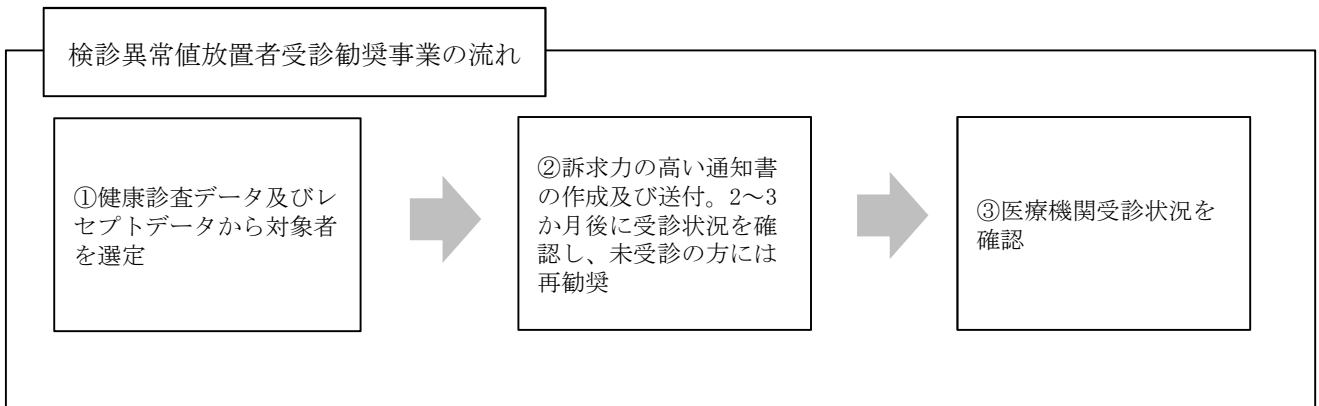 検診異常値放置者受診勧奨事業の流れ
①健康診査データ及びレ
セプトデータから対象者
を選定
②訴求力の高い通知書
の作成及び送付。2～3
か月後に受診状況を確
認し、未受診の方には
再勧奨
③医療機関受診状況を
確認